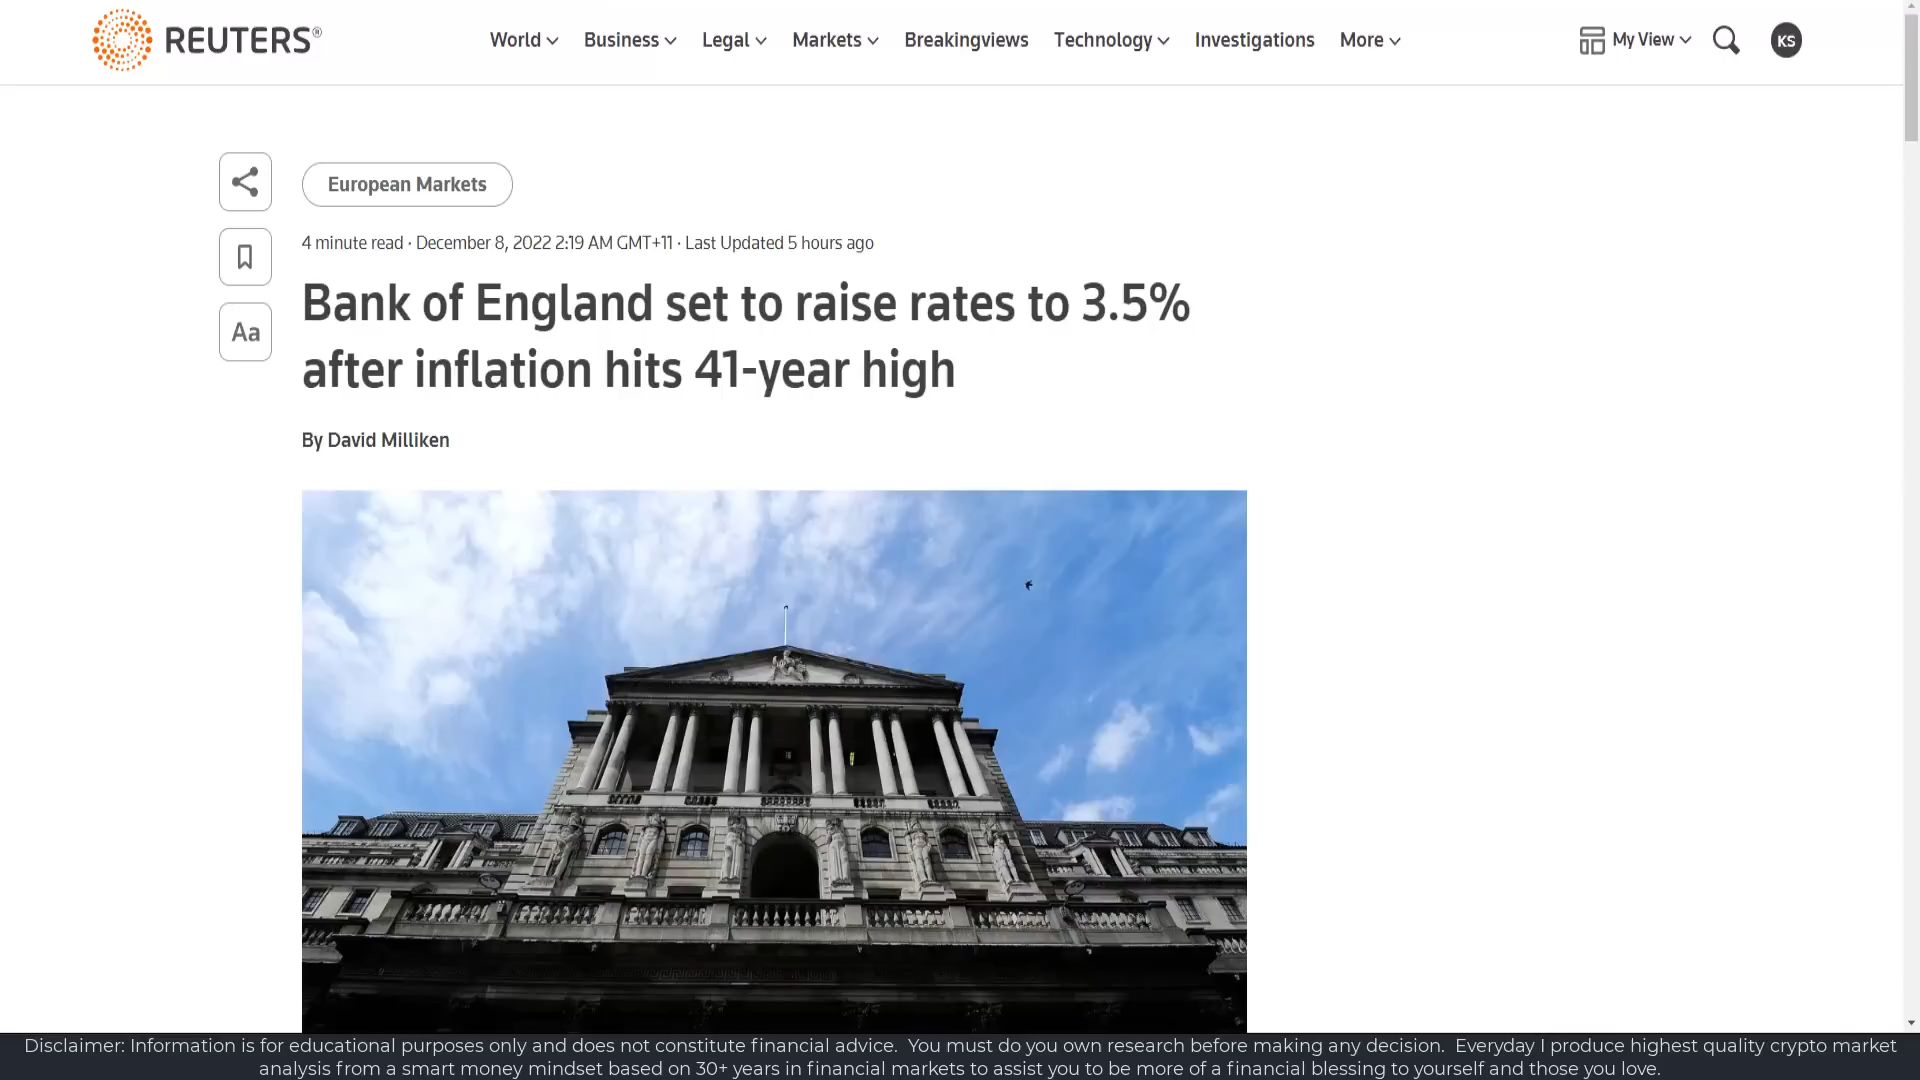 REUTERS®
World Business Legal Markets Breakingviews Technology Investigations More My View KS
European Markets
4 minute read · December 8, 2022 2:19 AM GMT+11 · Last Updated 5 hours ago
Bank of England set to raise rates to 3.5%
Aa
after inflation hits 41-year high
By David Milliken
Disclaimer: Information is for educational purposes only and does not constitute financial advice. You must do you own research before making any decision. Everyday I produce highest quality crypto market
analysis from a smart money mindset based on 30+ years in financial markets to assist you to be more of a financial blessing to yourself and those you love.